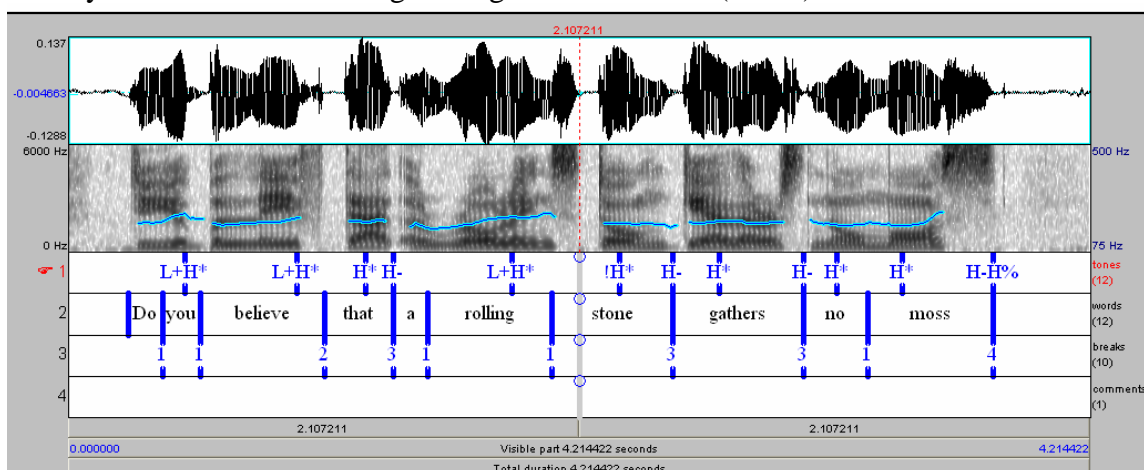 2.107211
0.137
-0.004663
-0.1288
6000 Hz 500 Hz
0 Hz 75 Hz
1 L+H* L+H* H* H- L+H* !H* H- H* H- H* H* H-H% tones (12)
2 Do you believe that a rolling stone gathers no moss words (12)
3 1 1 2 3 1 1 3 3 1 4 breaks (10)
4 comments (1)
2.107211 2.107211
0.000000 Visible part 4.214422 seconds 4.214422
Total duration 4.214422 seconds